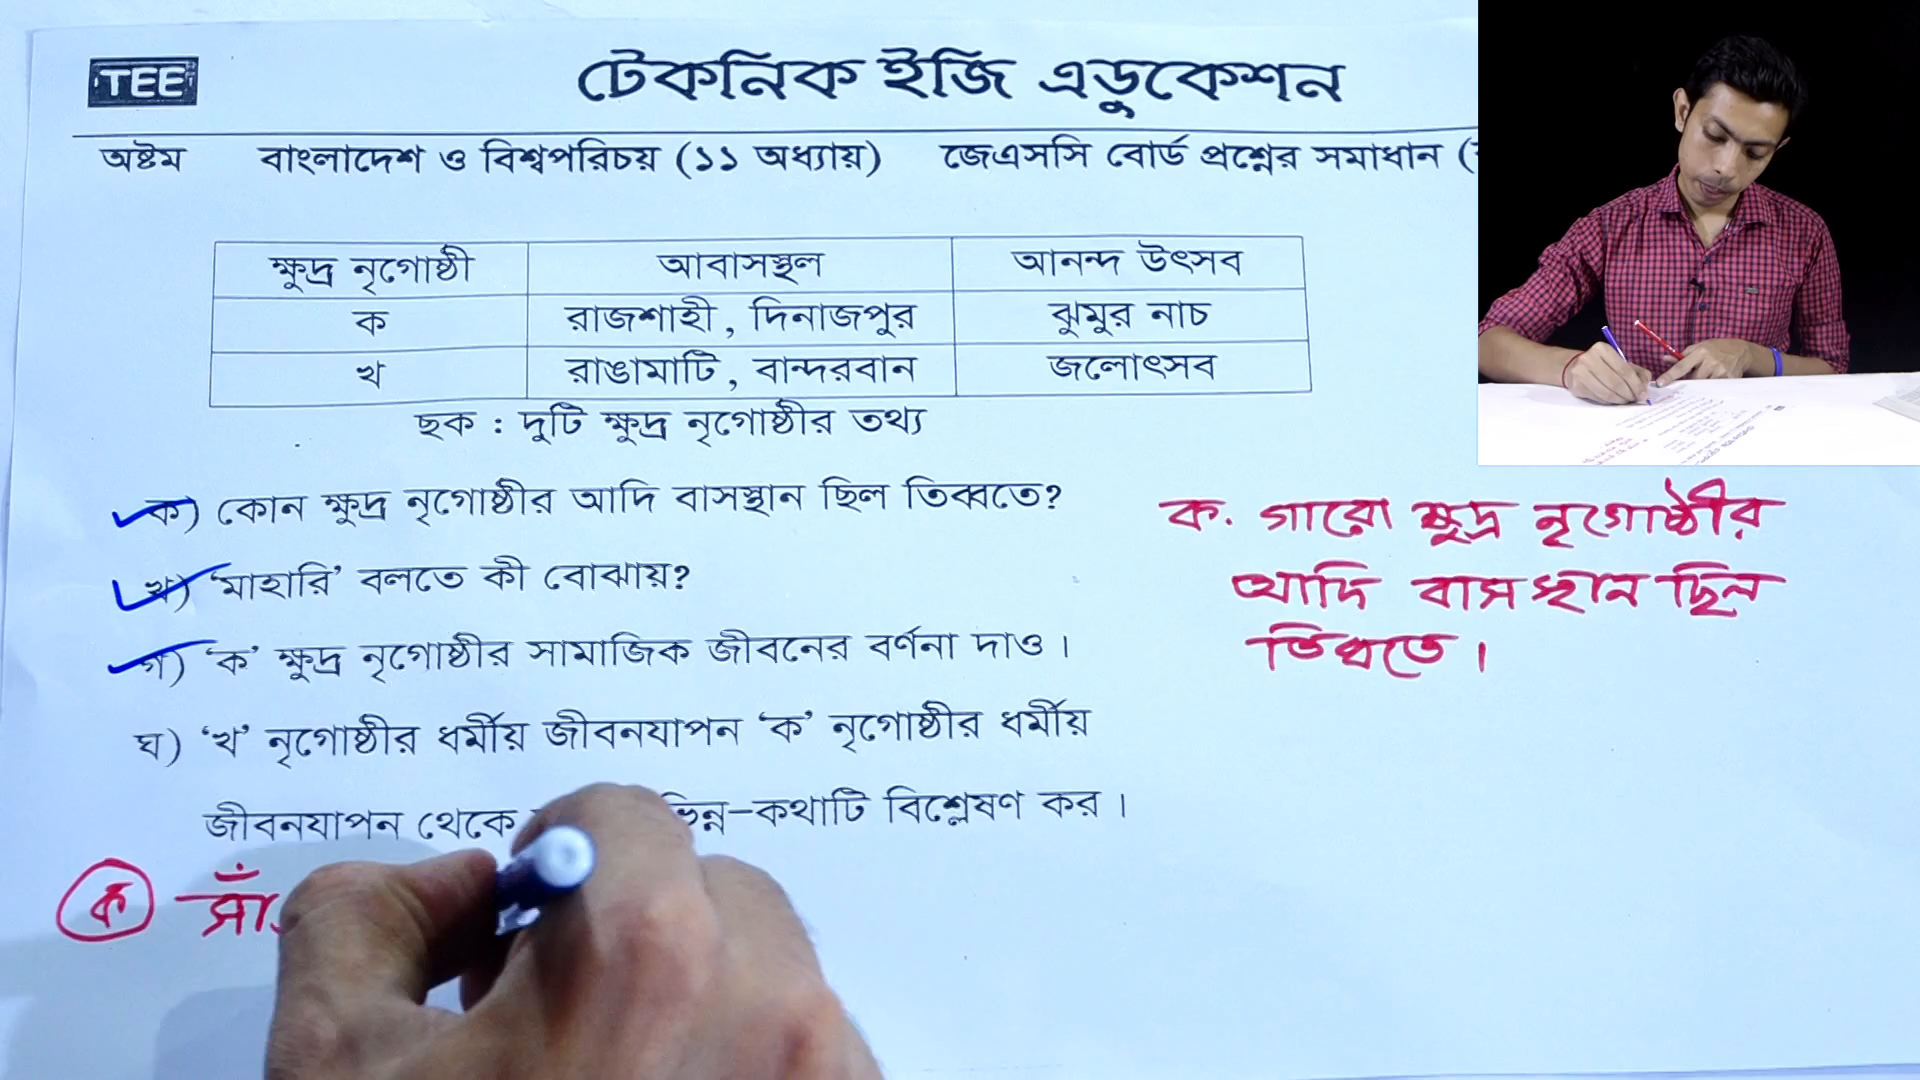 TEE
টেকনিক ইজি এডুকেশন
অষ্টম বাংলাদেশ ও বিশ্বপরিচয় (১১ অধ্যায়) জেএসসি বোর্ড প্রশ্নের সমাধান (
ক্ষুদ্র নৃগোষ্ঠী আবাসস্থল আনন্দ উৎসব
ক রাজশাহী, দিনাজপুর ঝুমুর নাচ
খ রাঙামাটি, বান্দরবান জলোৎসব
ছক : দুটি ক্ষুদ্র নৃগোষ্ঠীর তথ্য
ক) কোন ক্ষুদ্র নৃগোষ্ঠীর আদি বাসস্থান ছিল তিব্বতে?
খ) ‘মাহারি’ বলতে কী বোঝায়?
গ) ‘ক’ ক্ষুদ্র নৃগোষ্ঠীর সামাজিক জীবনের বর্ণনা দাও।
ঘ) ‘খ’ নৃগোষ্ঠীর ধর্মীয় জীবনযাপন ‘ক’ নৃগোষ্ঠীর ধর্মীয়
জীবনযাপন থেকে ভিন্ন–কথাটি বিশ্লেষণ কর।
ক. গারো ক্ষুদ্র নৃগোষ্ঠীর
আদি বাসস্থান ছিল
তিব্বতে।
ক সাঁ